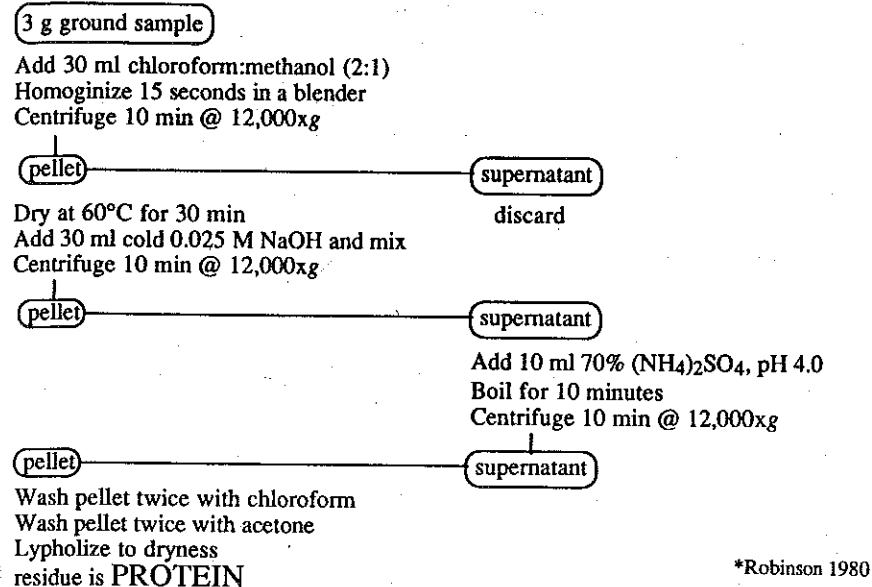 3 g ground sample
Add 30 ml chloroform:methanol (2:1)
Homoginize 15 seconds in a blender
Centrifuge 10 min @ 12,000xg
pellet
supernatant
Dry at 60°C for 30 min
discard
Add 30 ml cold 0.025 M NaOH and mix
Centrifuge 10 min @ 12,000xg
pellet
supernatant
Add 10 ml 70% (NH4)2SO4, pH 4.0
Boil for 10 minutes
Centrifuge 10 min @ 12,000xg
pellet
supernatant
Wash pellet twice with chloroform
Wash pellet twice with acetone
Lypholize to dryness
residue is PROTEIN
*Robinson 1980